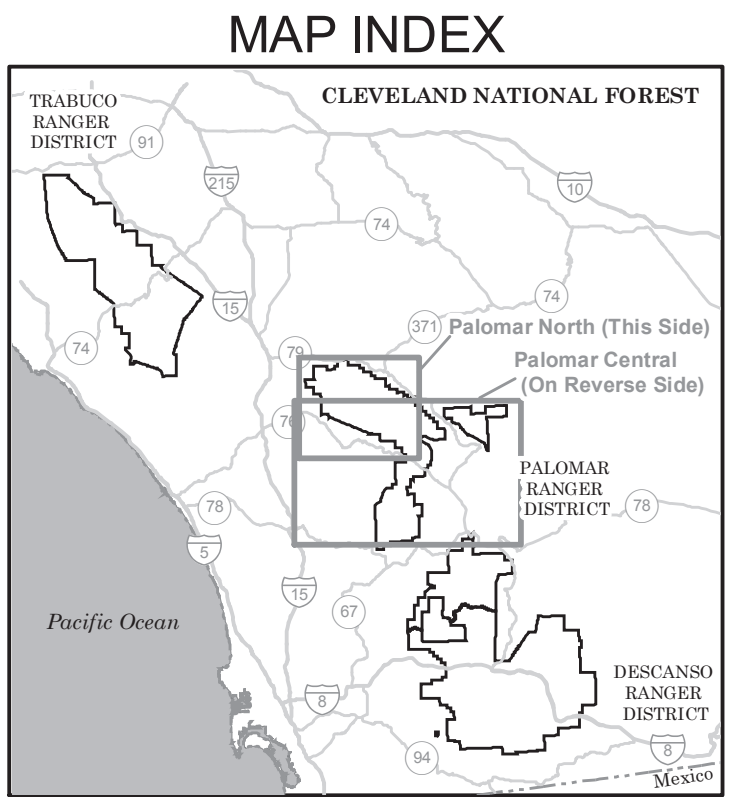 MAP INDEX
CLEVELAND NATIONAL FOREST
TRABUCO
RANGER
DISTRICT
91
215
10
74
74
15
371
Palomar North (This Side)
74
79
Palomar Central
(On Reverse Side)
76
PALOMAR
RANGER
DISTRICT
78
78
5
15
67
Pacific Ocean
DESCANSO
RANGER
DISTRICT
8
8
94
Mexico